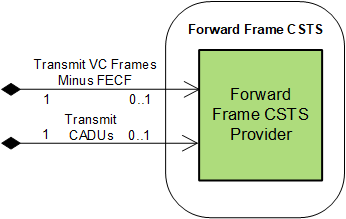 Forward Frame CSTS
Transmit VC Frames
Minus FECF
1 0..1
Transmit
CADUs
1 0..1
Forward
Frame CSTS
Provider